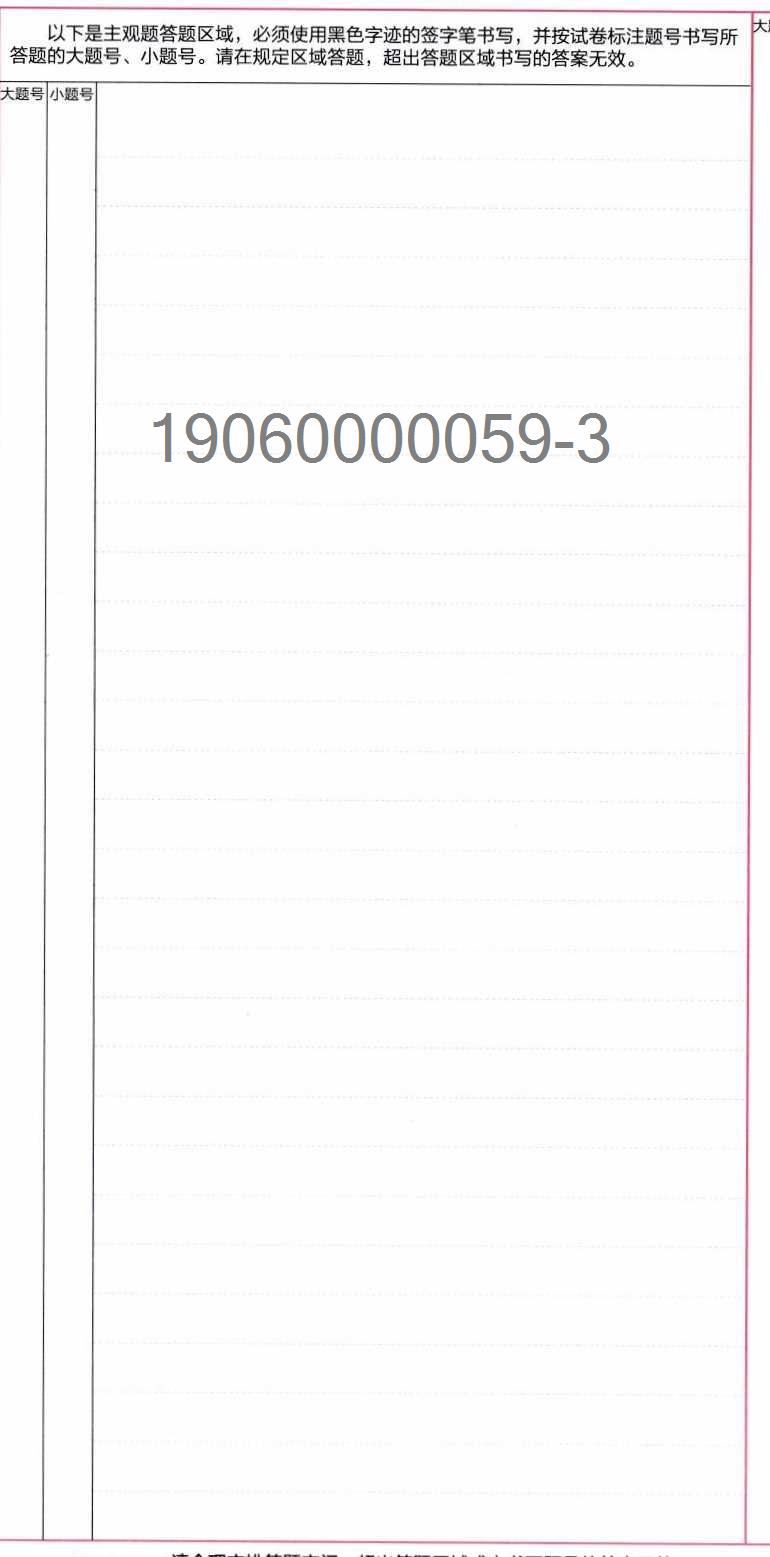 以下是主观题答题区域，必须使用黑色字迹的签字笔书写，并按试卷标注题号书写所
答题的大题号、小题号。请在规定区域答题，超出答题区域书写的答案无效。
大题号 小题号
大
19060000059-3